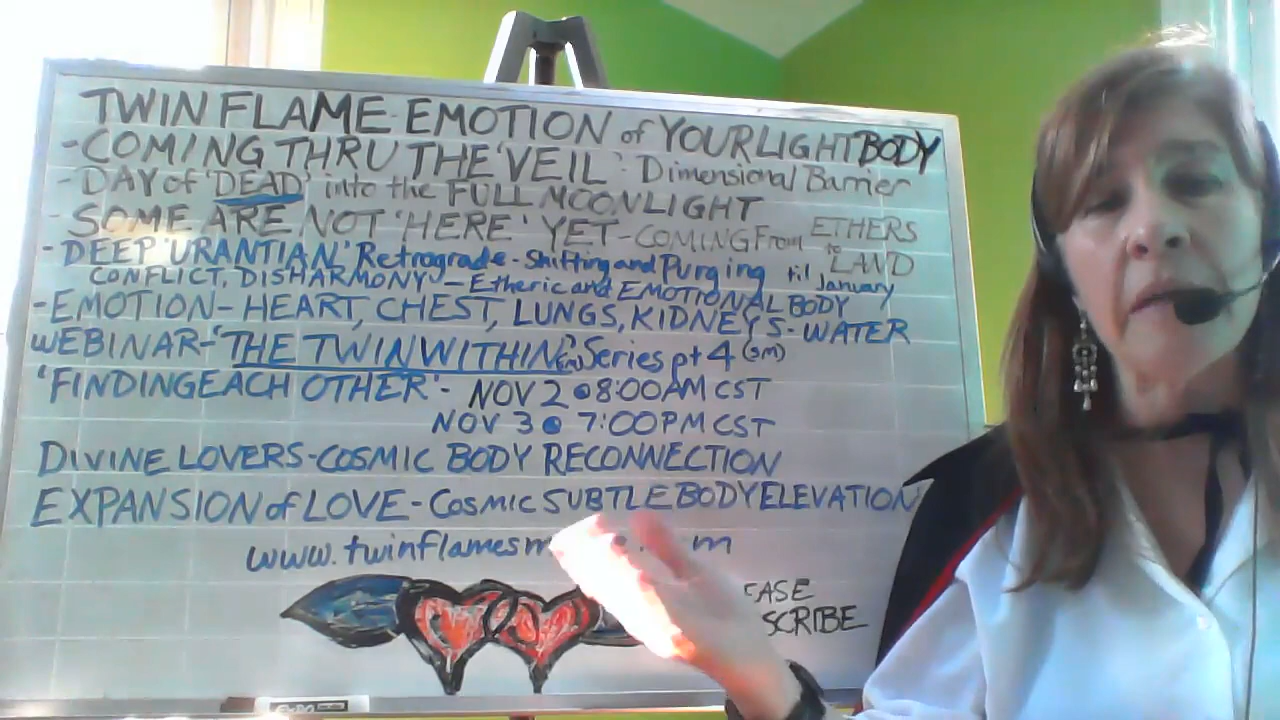 TWIN FLAME-EMOTION of YOUR LIGHT BODY
-COMING THRU THE 'VEIL'- Dimensional Barrier
-DAY of 'DEAD' into the FULL MOONLIGHT
-SOME ARE NOT 'HERE' YET-COMING From ETHERS to LAND
-DEEP 'URANTIAN' Retrograde-Shifting and Purging til January
CONFLICT, DISHARMONY-Etheric and EMOTIONAL BODY
-EMOTION-HEART, CHEST, LUNGS, KIDNEYS-WATER
WEBINAR-'THE TWIN WITHIN' Series pt 4 (sm)
'FINDING EACH OTHER'- NOV 2 @ 8:00AM CST
NOV 3 @ 7:00PM CST
DIVINE LOVERS-COSMIC BODY RECONNECTION
EXPANSION of LOVE-Cosmic SUBTLE BODY ELEVATION
www.twinflamesm
EASE
SCRIBE
EXPO